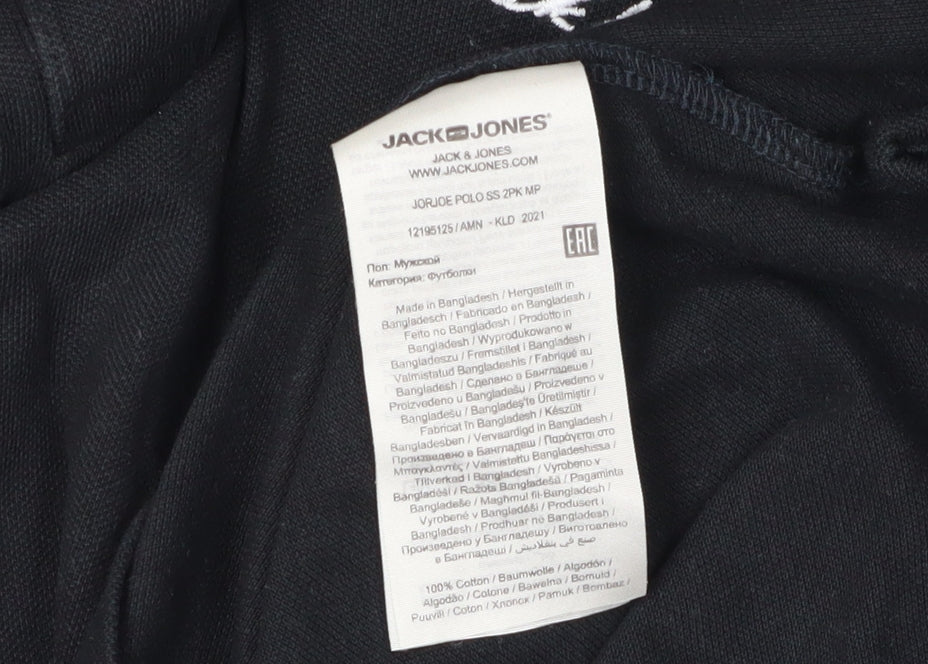 JACK JONES®
JACK & JONES
WWW.JACKJONES.COM
JORJOE POLO SS 2PK MP
12195125/AMN - KLD 2021
EAC
Пол: Мужской
Категория: Футболки
Made in Bangladesh / Hergestellt in
Bangladesch / Fabricado en Bangladesh /
Feito no Bangladesh / Prodotto in
Bangladesh / Wyprodukowano w
Bangladeszu / Fremstillet i Bangladesh /
Valmistatud Bangladeshis / Fabriqué au
Bangladesh / Сделано в Бангладеше /
Proizvedeno u Bangladešu / Proizvedeno v
Bangladešu / Bangladeş'te Üretilmiştir /
Fabricat în Bangladesh / Készült
Bangladesben / Vervaardigd in Bangladesh /
Произведено в Бангладеш / Παράγεται στο
Μπαγκλαντές / Valmistettu Bangladeshissa /
Tillverkad i Bangladesh / Vyrobeno v
Bangladéši / Ražots Bangladešā / Pagaminta
Bangladeše / Maghmul fil-Bangladesh /
Vyrobené v Bangladéši / Produsert i
Bangladesh / Prodhuar në Bangladesh /
Произведено у Бангладешу / Виготовлено
в Бангладеші / صنع في بنغلاديش
100% Cotton / Baumwolle / Algodón /
Algodão / Cotone / Bawełna / Bomuld /
Puuvill / Coton / Хлопок / Pamuk / Bombaž /